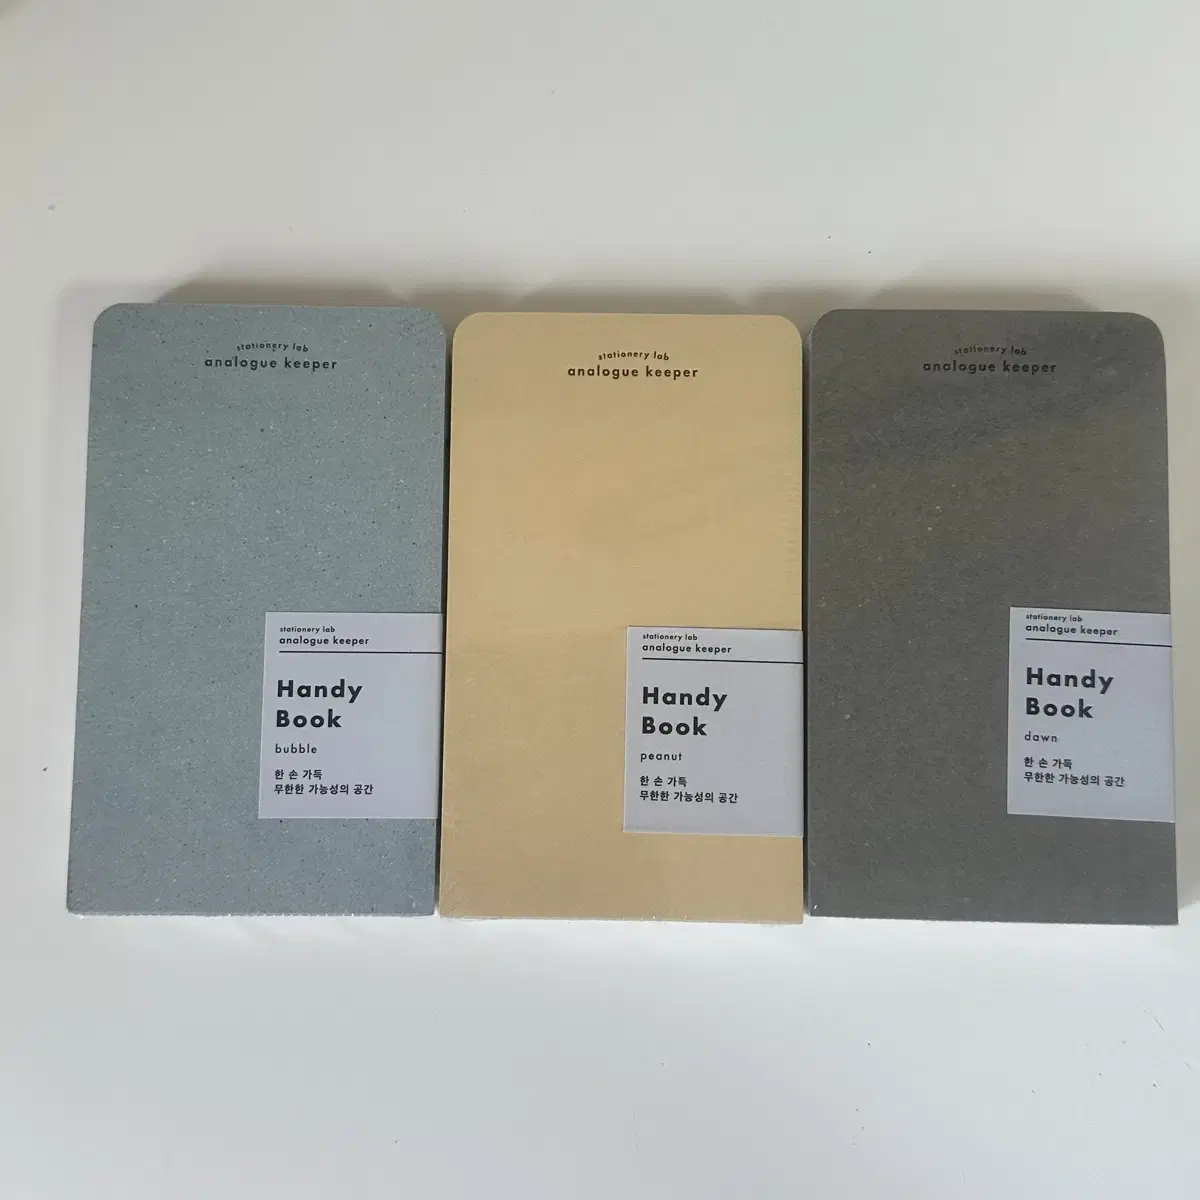 stationery lab
analogue keeper
stationery lab
analogue keeper
Handy
Book
bubble
한 손 가득
무한한 가능성의 공간
stationery lab
analogue keeper
stationery lab
analogue keeper
Handy
Book
peanut
한 손 가득
무한한 가능성의 공간
stationery lab
analogue keeper
stationery lab
analogue keeper
Handy
Book
dawn
한 손 가득
무한한 가능성의 공간